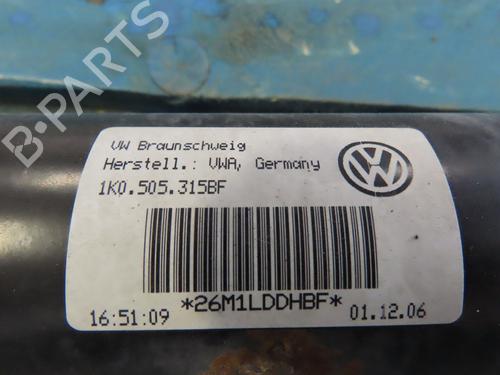 VW Braunschweig
Herstell.: VWA, Germany
1K0.505.315BF
*26M1LDDHBF*
16:51:09
01.12.06
B-PARTS